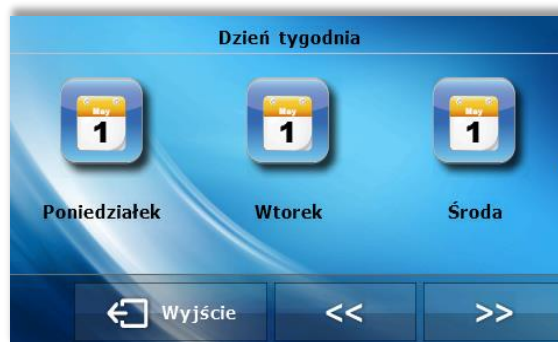 Dzień tygodnia
May May May
1 1 1
Poniedziałek Wtorek Środa
Wyjście << >>